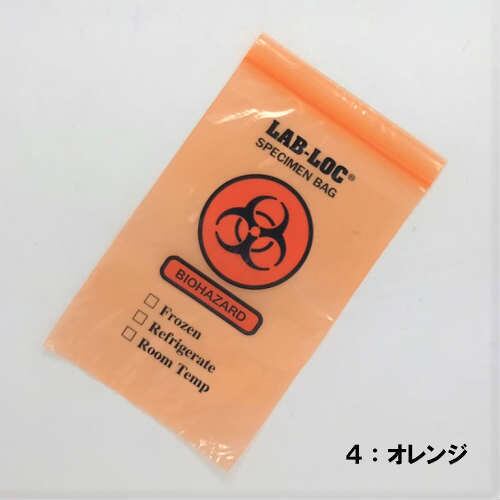 LAB-LOC®
SPECIMEN BAG
BIOHAZARD
□ Frozen
□ Refrigerate
□ Room Temp
4：オレンジ